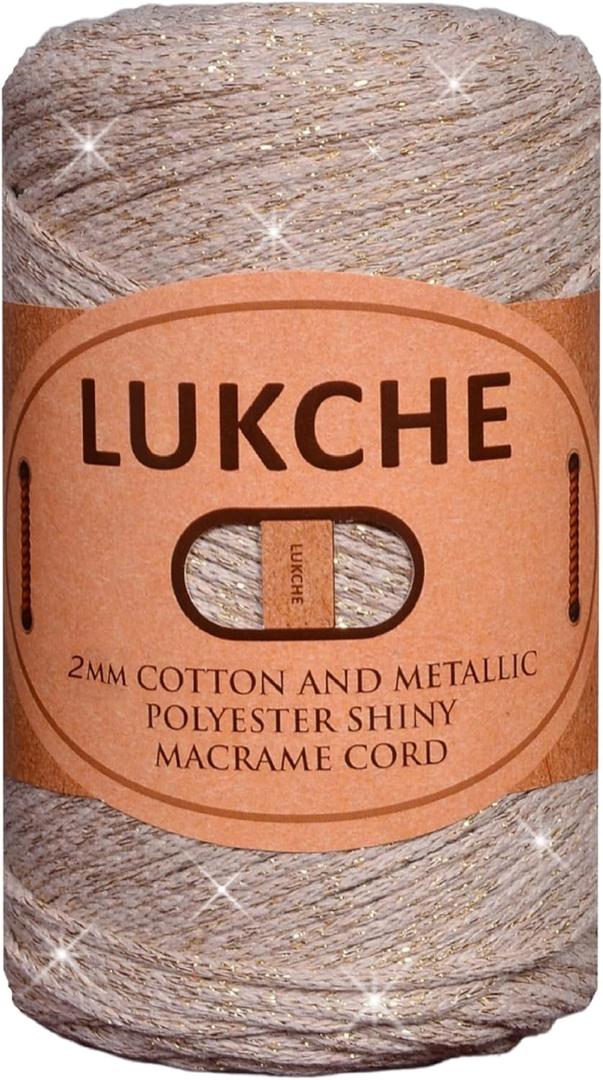 LUKCHE
LUKCHE
2MM COTTON AND METALLIC
POLYESTER SHINY
MACRAME CORD